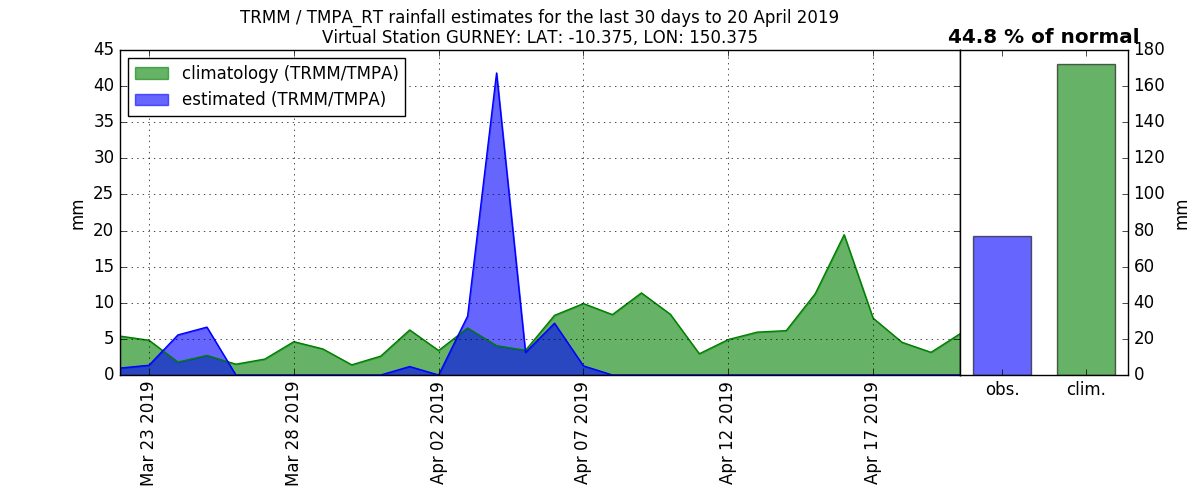 TRMM / TMPA_RT rainfall estimates for the last 30 days to 20 April 2019
Virtual Station GURNEY: LAT: -10.375, LON: 150.375
44.8 % of normal
climatology (TRMM/TMPA)
estimated (TRMM/TMPA)
mm
45
40
35
30
25
20
15
10
5
0
Mar 23 2019
Mar 28 2019
Apr 02 2019
Apr 07 2019
Apr 12 2019
Apr 17 2019
obs.
clim.
180
160
140
120
100
80
60
40
20
0
mm